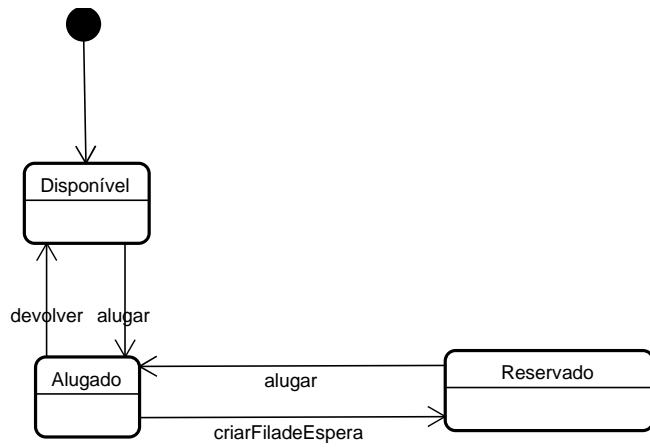 Disponível
devolver
alugar
Alugado
alugar
Reservado
criarFiladeEspera